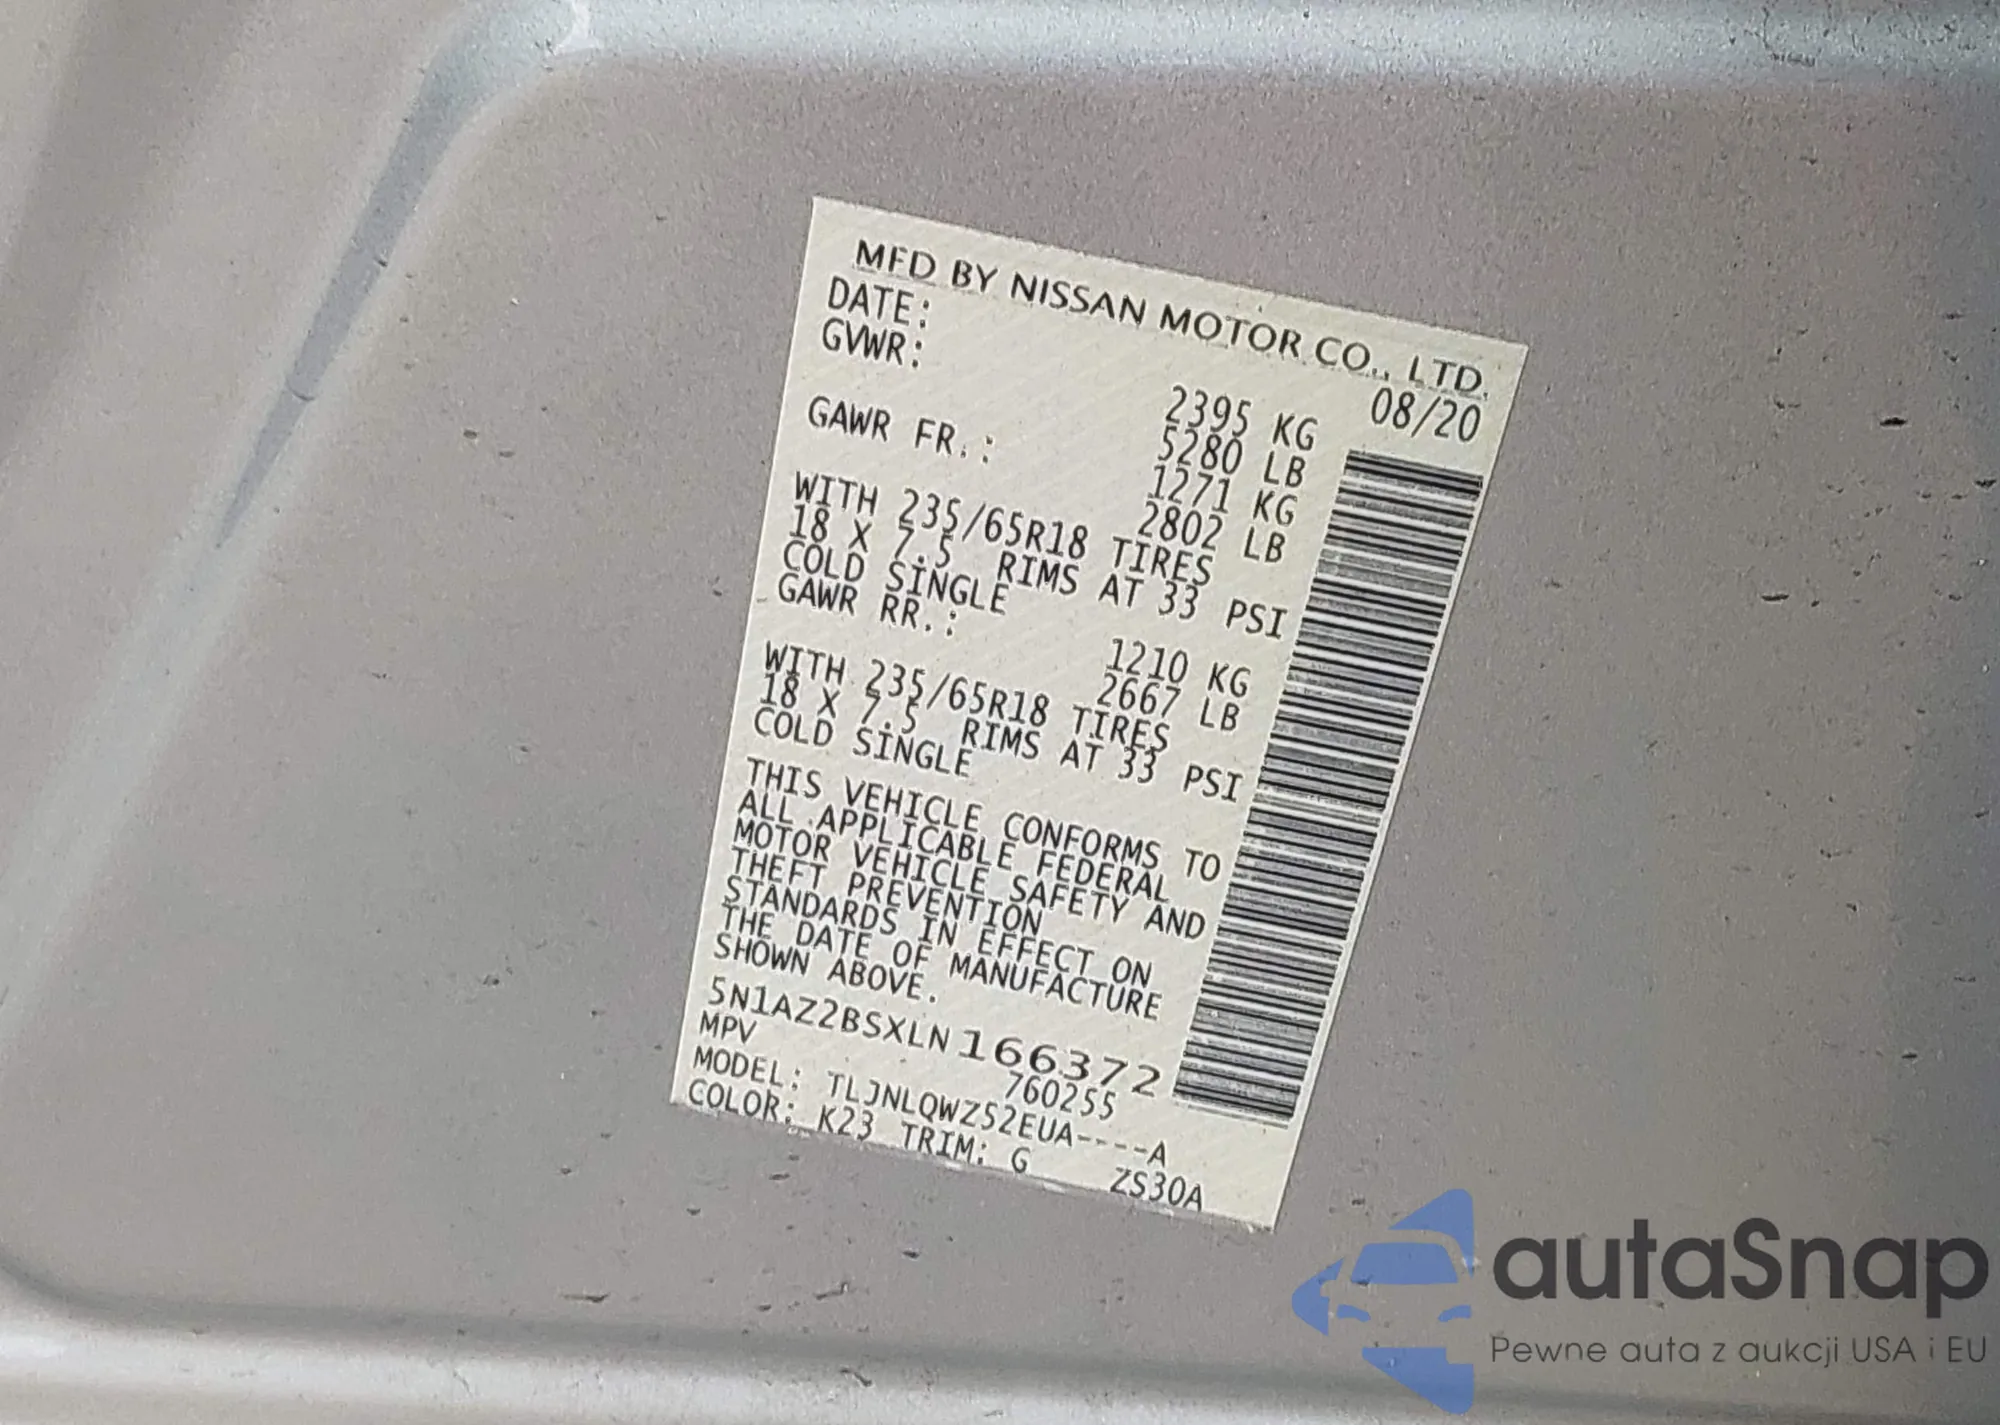 MFD BY NISSAN MOTOR CO., LTD.
DATE: 08/20
GVWR: 2395 KG
5280 LB
GAWR FR.: 1271 KG
2802 LB
WITH 235/65R18 TIRES
18 X 7.5 RIMS AT 33 PSI
COLD SINGLE
GAWR RR.: 1210 KG
2667 LB
WITH 235/65R18 TIRES
18 X 7.5 RIMS AT 33 PSI
COLD SINGLE
THIS VEHICLE CONFORMS TO
ALL APPLICABLE FEDERAL
MOTOR VEHICLE SAFETY AND
THEFT PREVENTION
STANDARDS IN EFFECT ON
THE DATE OF MANUFACTURE
SHOWN ABOVE.
5N1AZ2BSXLN166372
MPV 760255
MODEL: TLJNLQWZS2EUA----A
COLOR: K23 TRIM: G ZS30A
autaSnap
Pewne auta z aukcji USA i EU